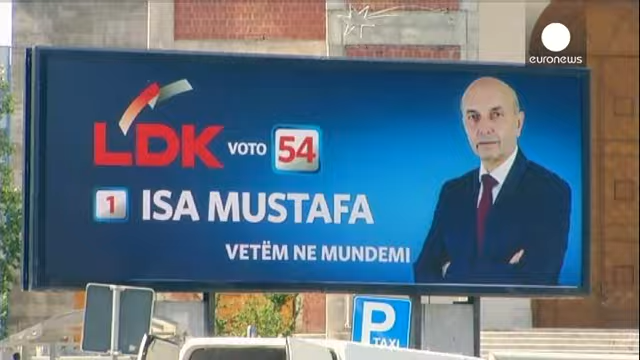 euronews
LDK VOTO 54
1 ISA MUSTAFA
VETËM NE MUNDEMI
P
TAXI